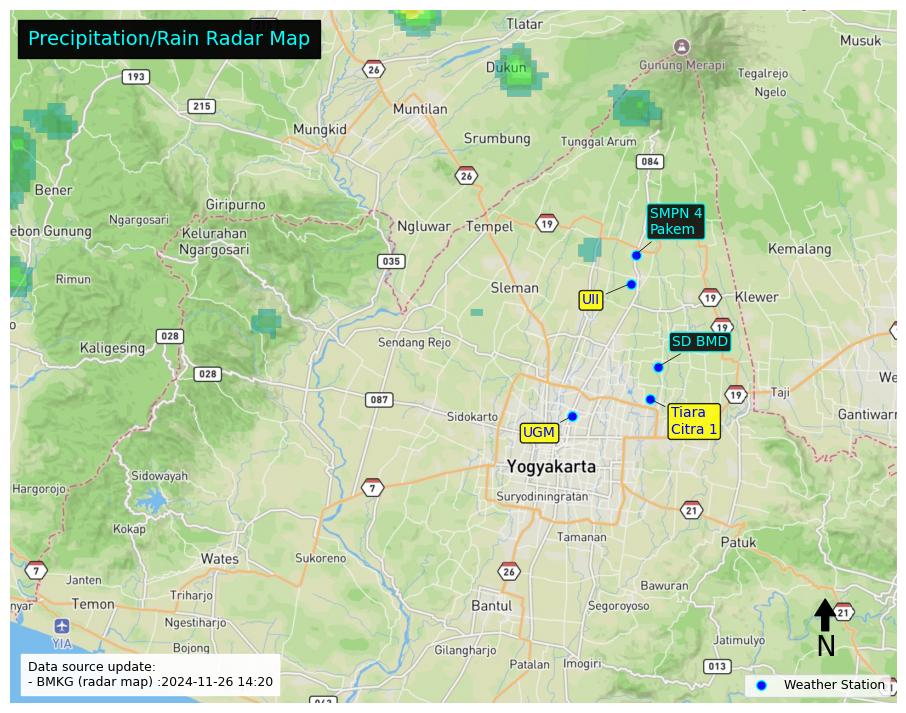 Precipitation/Rain Radar Map
Tlatar
Musuk
26
Dukun
Gunung Merapi
Tegalrejo
193
Ngelo
215
Muntilan
Mungkid
Srumbung
Tunggal Arum
084
26
Bener
Giripurno
SMPN 4
Pakem
Ngargosari
Ngluwar
Tempel
19
ebon Gunung
Kelurahan
Ngargosari
Kemalang
035
Rimun
Sleman
UII
19
Klewer
19
028
SD BMD
Kaligesing
Sendang Rejo
028
087
19
Taji
We
Sidokarto
Tiara
Citra 1
Gantiwarn
UGM
Yogyakarta
Sidowayah
Hargorojo
7
Suryodiningratan
21
Kokap
Tamanan
Patuk
Wates
Sukoreno
7
26
Janten
Bawuran
Triharjo
nyar
Temon
Bantul
Segoroyoso
21
Ngestiharjo
YIA
N
Bojong
Gilangharjo
Jatimulyo
Patalan
Imogiri
013
Data source update:
- BMKG (radar map) :2024-11-26 14:20
Weather Station